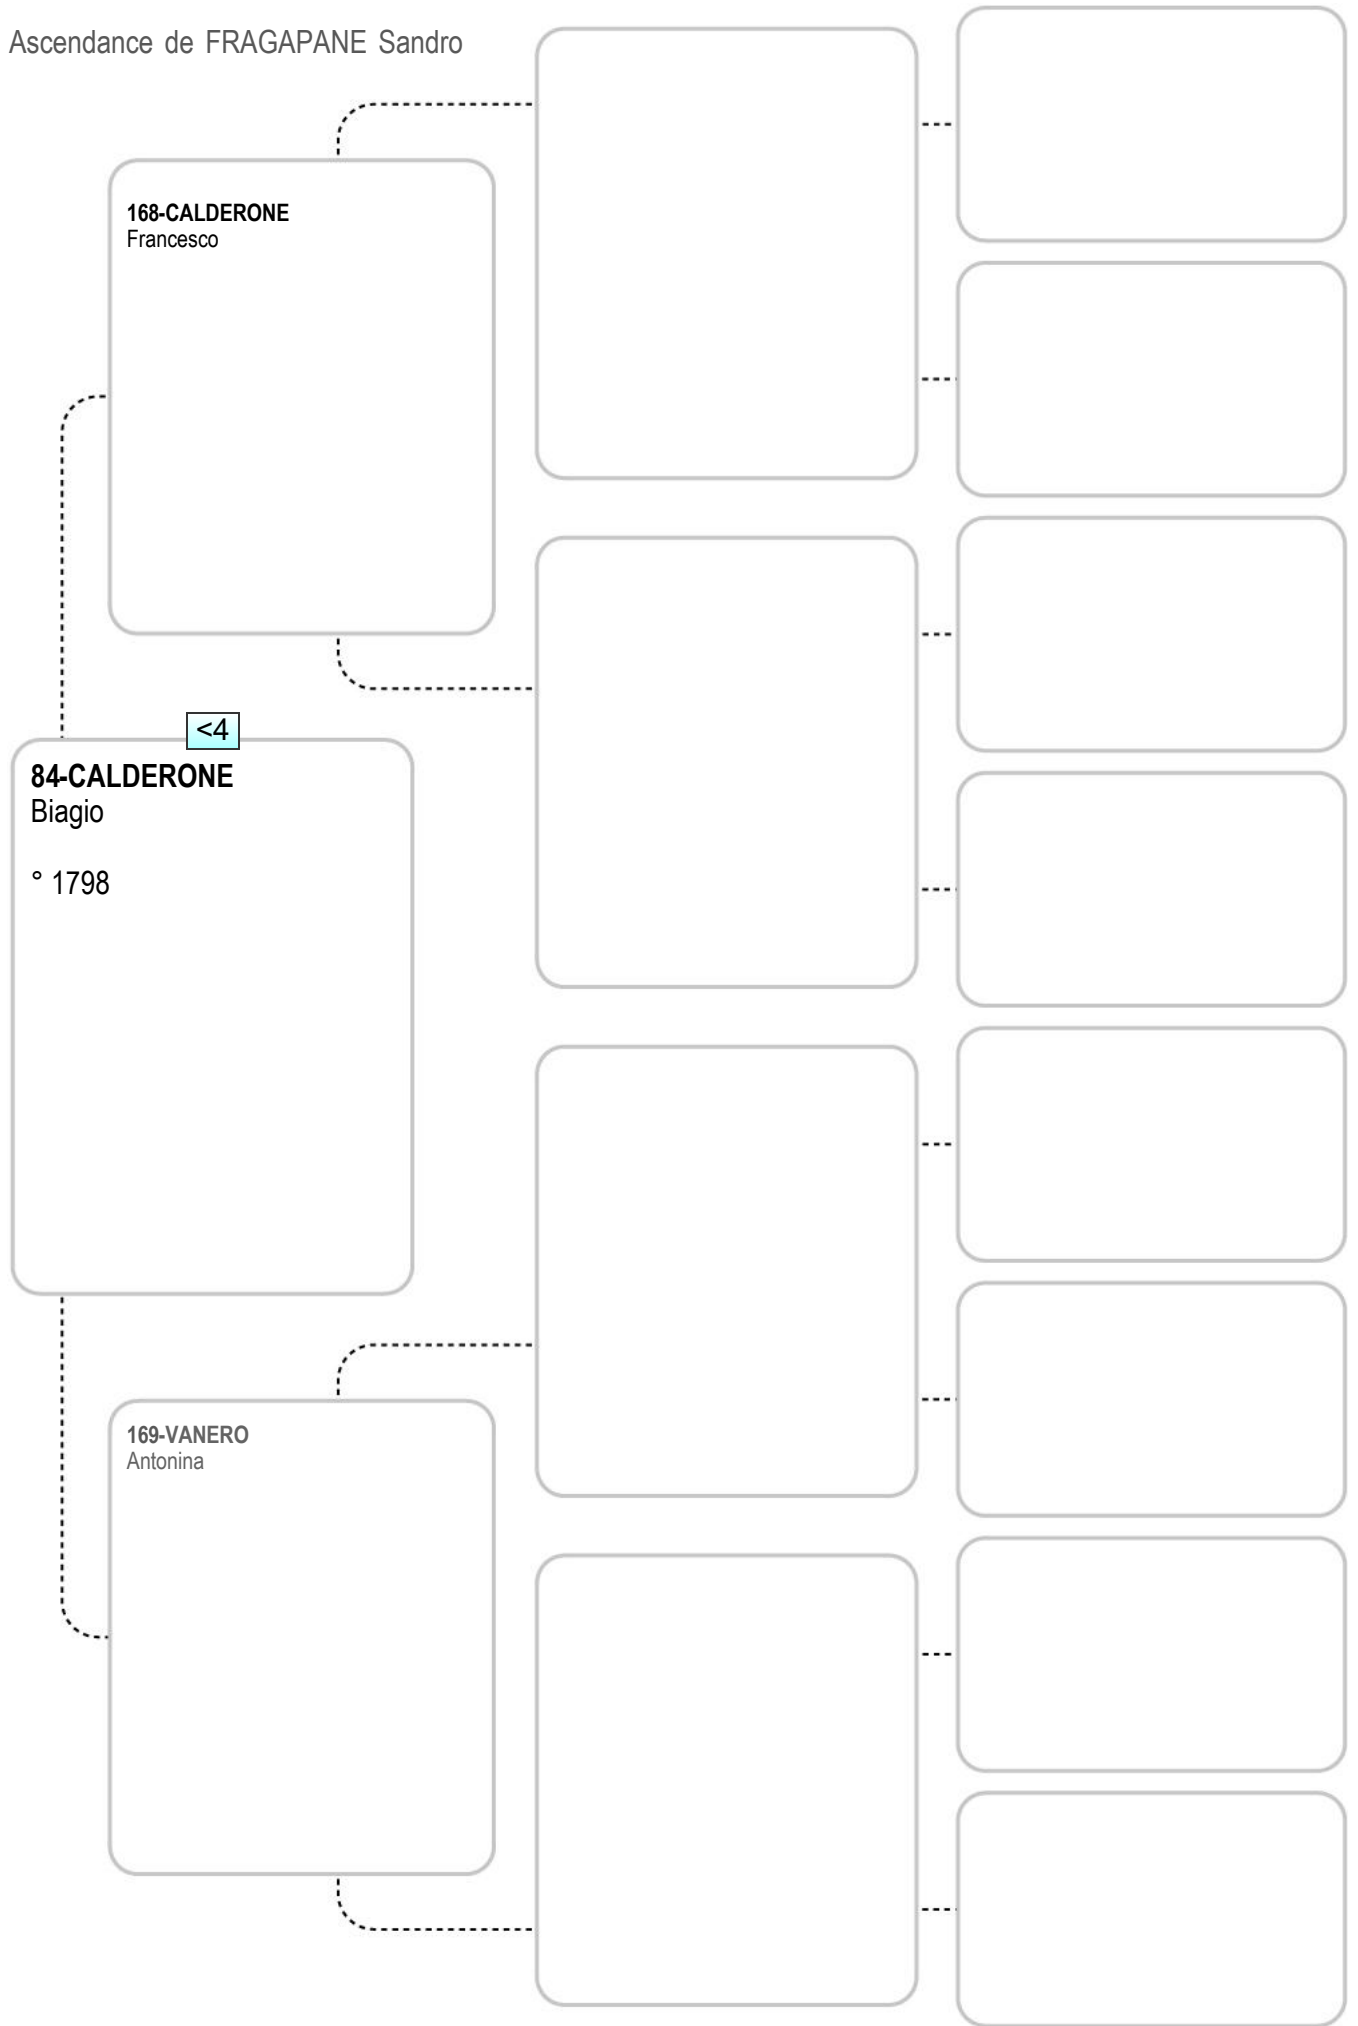 Ascendance de FRAGAPANE Sandro
168-CALDERONE
Francesco
<4
84-CALDERONE
Biagio
° 1798
169-VANERO
Antonina